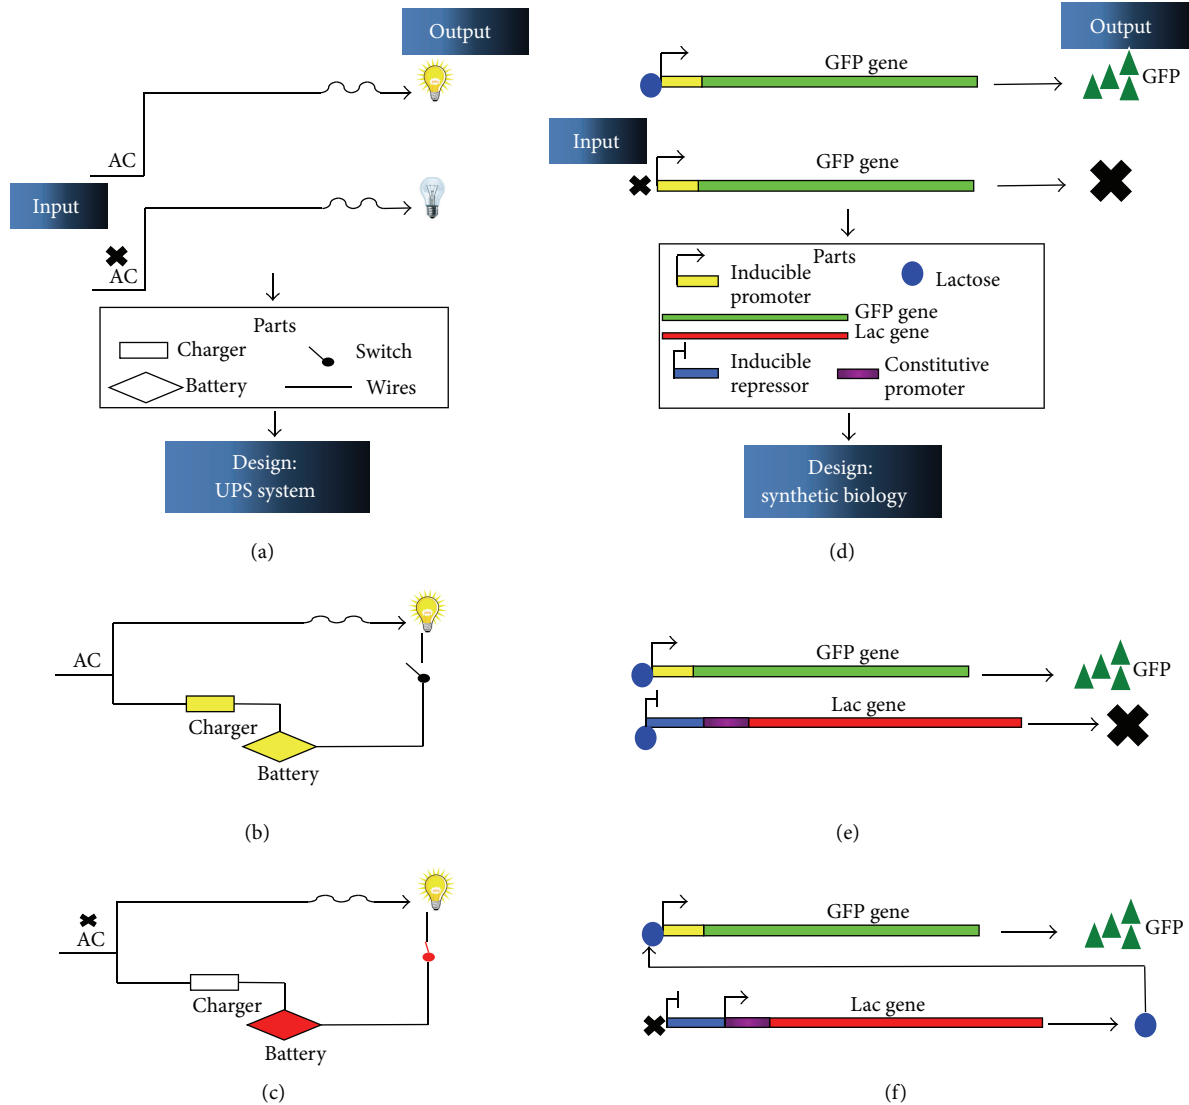 Output
AC
Input
AC
Parts
Charger
Switch
Battery
Wires
Design:
UPS system
(a)
Output
GFP gene
GFP
Input
GFP gene
Parts
Inducible
promoter
Lactose
GFP gene
Lac gene
Inducible
repressor
Constitutive
promoter
Design:
synthetic biology
(d)
AC
Charger
Battery
(b)
GFP gene
GFP
Lac gene
(e)
AC
Charger
Battery
(c)
GFP gene
GFP
Lac gene
(f)